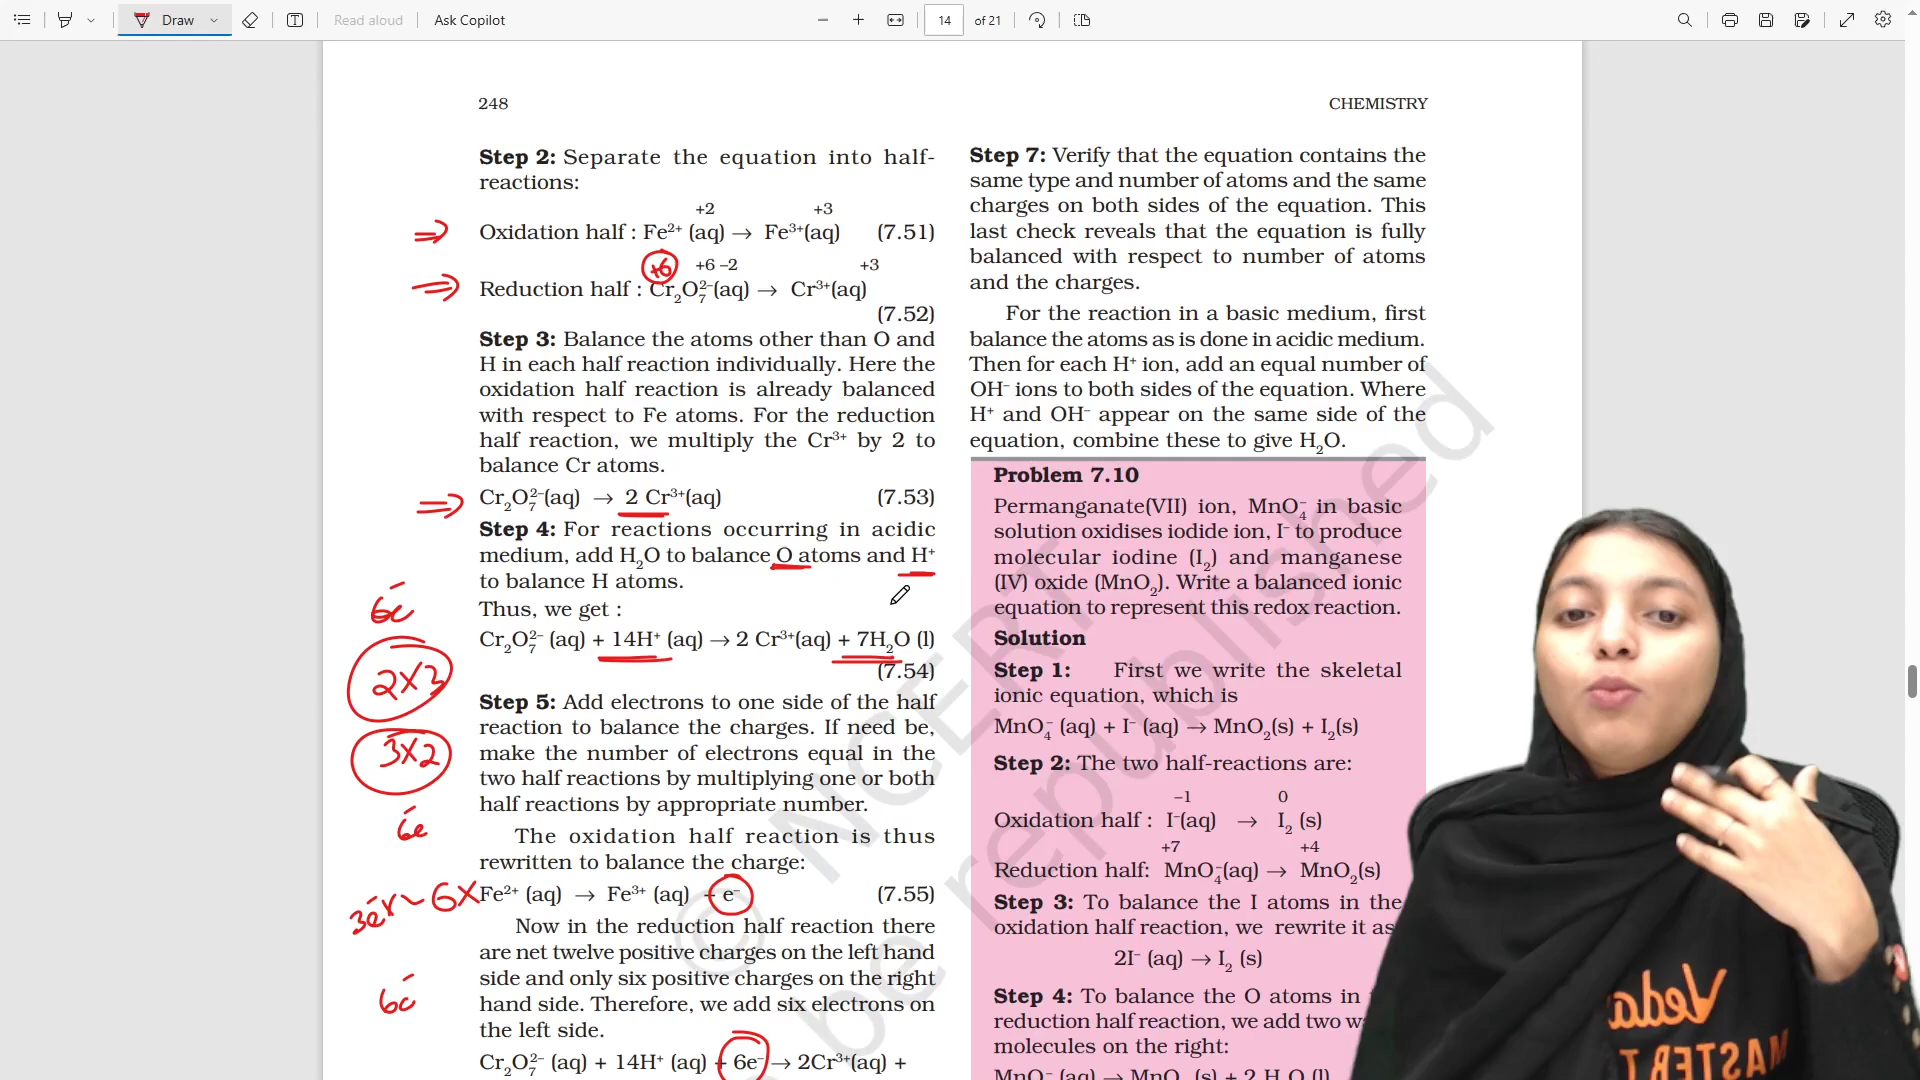 Draw
Read aloud
Ask Copilot
14
of 21
248
CHEMISTRY
Step 2: Separate the equation into half-
reactions:
+2 +3
Oxidation half : Fe²⁺ (aq) → Fe³⁺(aq) (7.51)
+6
+6 –2 +3
Reduction half : Cr₂O₇²⁻(aq) → Cr³⁺(aq)
(7.52)
Step 3: Balance the atoms other than O and
H in each half reaction individually. Here the
oxidation half reaction is already balanced
with respect to Fe atoms. For the reduction
half reaction, we multiply the Cr³⁺ by 2 to
balance Cr atoms.
Cr₂O₇²⁻(aq) → 2 Cr³⁺(aq) (7.53)
Step 4: For reactions occurring in acidic
medium, add H₂O to balance O atoms and H⁺
to balance H atoms.
6e⁻
Thus, we get :
Cr₂O₇²⁻ (aq) + 14H⁺ (aq) → 2 Cr³⁺(aq) + 7H₂O (l)
(7.54)
2×3
Step 5: Add electrons to one side of the half
reaction to balance the charges. If need be,
make the number of electrons equal in the
3×2
two half reactions by multiplying one or both
half reactions by appropriate number.
6e⁻
The oxidation half reaction is thus
rewritten to balance the charge:
6×
Fe²⁺ (aq) → Fe³⁺ (aq) + e⁻ (7.55)
Now in the reduction half reaction there
are net twelve positive charges on the left hand
side and only six positive charges on the right
6e⁻
hand side. Therefore, we add six electrons on
the left side.
Cr₂O₇²⁻ (aq) + 14H⁺ (aq) + 6e⁻ → 2Cr³⁺(aq) +
Step 7: Verify that the equation contains the
same type and number of atoms and the same
charges on both sides of the equation. This
last check reveals that the equation is fully
balanced with respect to number of atoms
and the charges.
For the reaction in a basic medium, first
balance the atoms as is done in acidic medium.
Then for each H⁺ ion, add an equal number of
OH⁻ ions to both sides of the equation. Where
H⁺ and OH⁻ appear on the same side of the
equation, combine these to give H₂O.
Problem 7.10
Permanganate(VII) ion, MnO₄⁻ in basic
solution oxidises iodide ion, I⁻ to produce
molecular iodine (I₂) and manganese
(IV) oxide (MnO₂). Write a balanced ionic
equation to represent this redox reaction.
Solution
Step 1: First we write the skeletal
ionic equation, which is
MnO₄⁻ (aq) + I⁻ (aq) → MnO₂(s) + I₂(s)
Step 2: The two half-reactions are:
–1 0
Oxidation half : I⁻(aq) → I₂ (s)
+7 +4
Reduction half: MnO₄⁻(aq) → MnO₂(s)
Step 3: To balance the I atoms in the
oxidation half reaction, we rewrite it as
2I⁻ (aq) → I₂ (s)
Step 4: To balance the O atoms in
reduction half reaction, we add two
molecules on the right:
MnO₄⁻ (aq) → MnO₂ (s) + 2 H₂O (l)
© NCERT
be republished
Veda
MASTER T